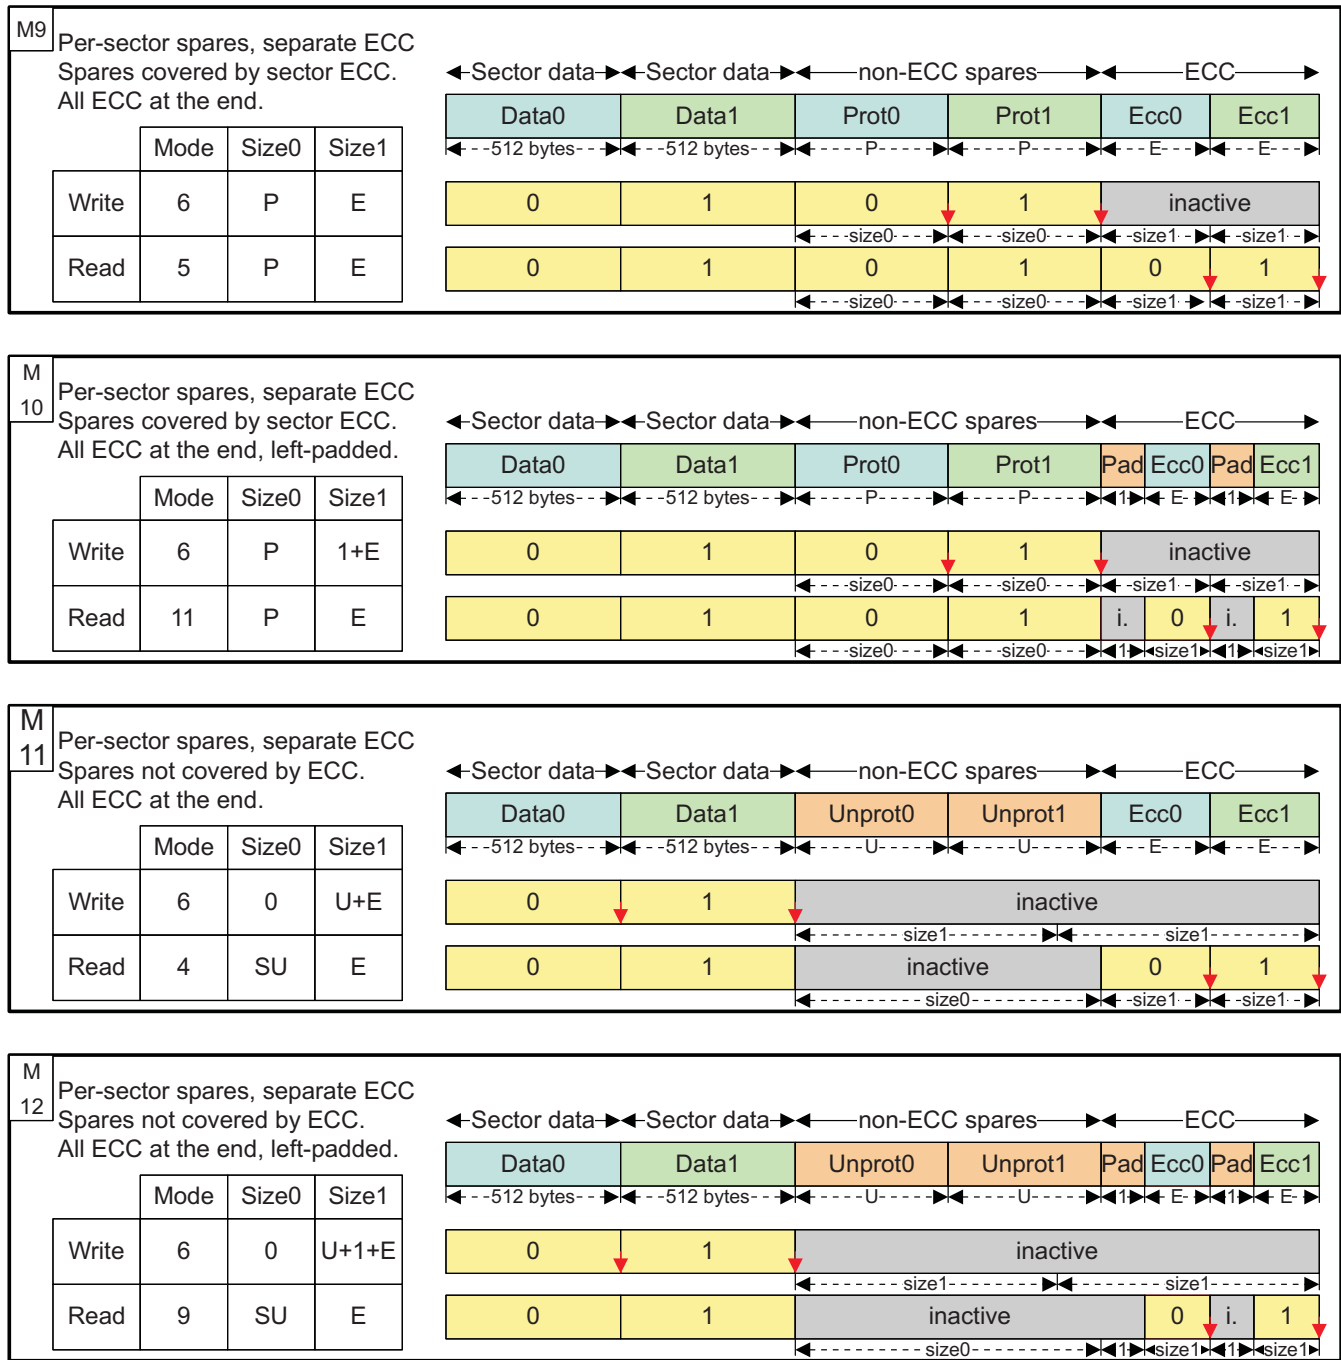 M9
Per-sector spares, separate ECC
Spares covered by sector ECC.
All ECC at the end.
Mode Size0 Size1
Write 6 P E
Read 5 P E
Sector data Sector data non-ECC spares ECC
Data0 Data1 Prot0 Prot1 Ecc0 Ecc1
512 bytes 512 bytes P P E E
0 1 0 1 inactive
size0 size0 size1 size1
0 1 0 1 0 1
size0 size0 size1 size1
M
10
Per-sector spares, separate ECC
Spares covered by sector ECC.
All ECC at the end, left-padded.
Mode Size0 Size1
Write 6 P 1+E
Read 11 P E
Sector data Sector data non-ECC spares ECC
Data0 Data1 Prot0 Prot1 Pad Ecc0 Pad Ecc1
512 bytes 512 bytes P P 1 E 1 E
0 1 0 1 inactive
size0 size0 size1 size1
0 1 0 1 i. 0 i. 1
size0 size0 1 size1 1 size1
M
11
Per-sector spares, separate ECC
Spares not covered by ECC.
All ECC at the end.
Mode Size0 Size1
Write 6 0 U+E
Read 4 SU E
Sector data Sector data non-ECC spares ECC
Data0 Data1 Unprot0 Unprot1 Ecc0 Ecc1
512 bytes 512 bytes U U E E
0 1 inactive
size1 size1
0 1 inactive 0 1
size0 size1 size1
M
12
Per-sector spares, separate ECC
Spares not covered by ECC.
All ECC at the end, left-padded.
Mode Size0 Size1
Write 6 0 U+1+E
Read 9 SU E
Sector data Sector data non-ECC spares ECC
Data0 Data1 Unprot0 Unprot1 Pad Ecc0 Pad Ecc1
512 bytes 512 bytes U U 1 E 1 E
0 1 inactive
size1 size1
0 1 inactive 0 i. 1
size0 1 size1 1 size1